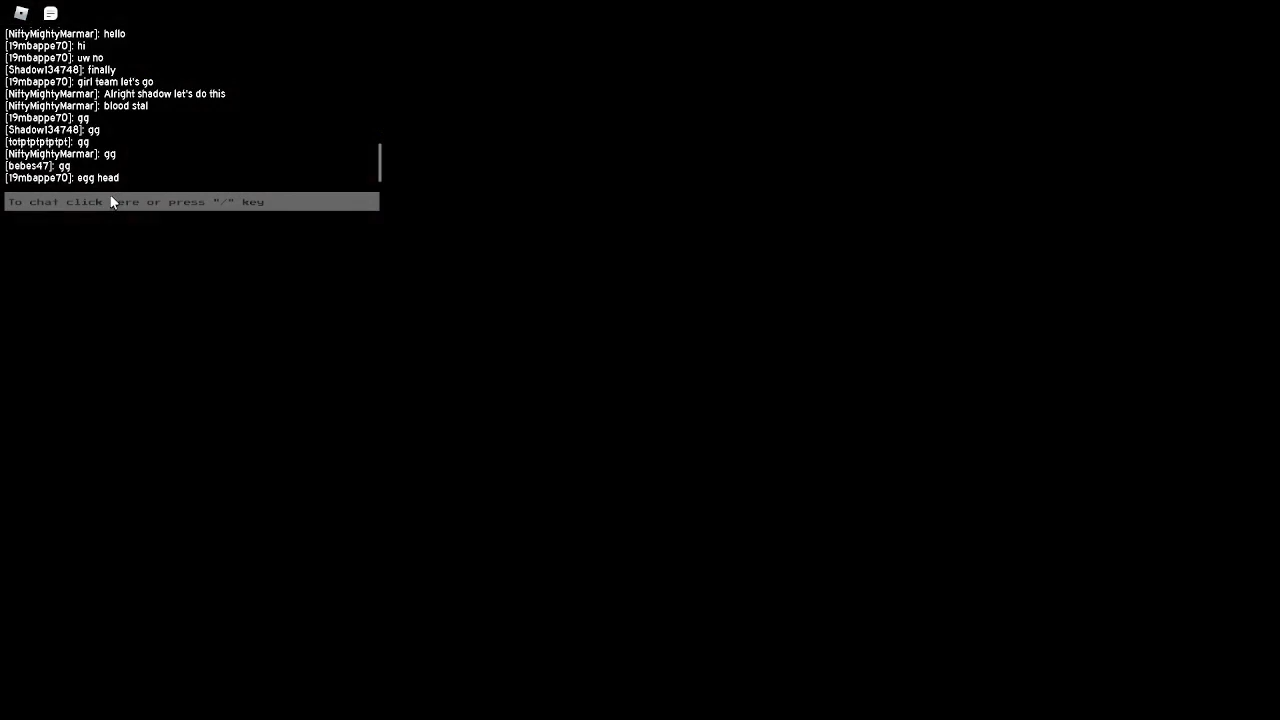 [NiftyMightyMarmar]: hello
[19mbappe70]: hi
[19mbappe70]: uw no
[Shadow134748]: finally
[19mbappe70]: girl team let's go
[NiftyMightyMarmar]: Alright shadow let's do this
[NiftyMightyMarmar]: blood stal
[19mbappe70]: gg
[Shadow134748]: gg
[totptptptptpt]: gg
[NiftyMightyMarmar]: gg
[bebes47]: gg
[19mbappe70]: egg head
To chat click here or press "/" key